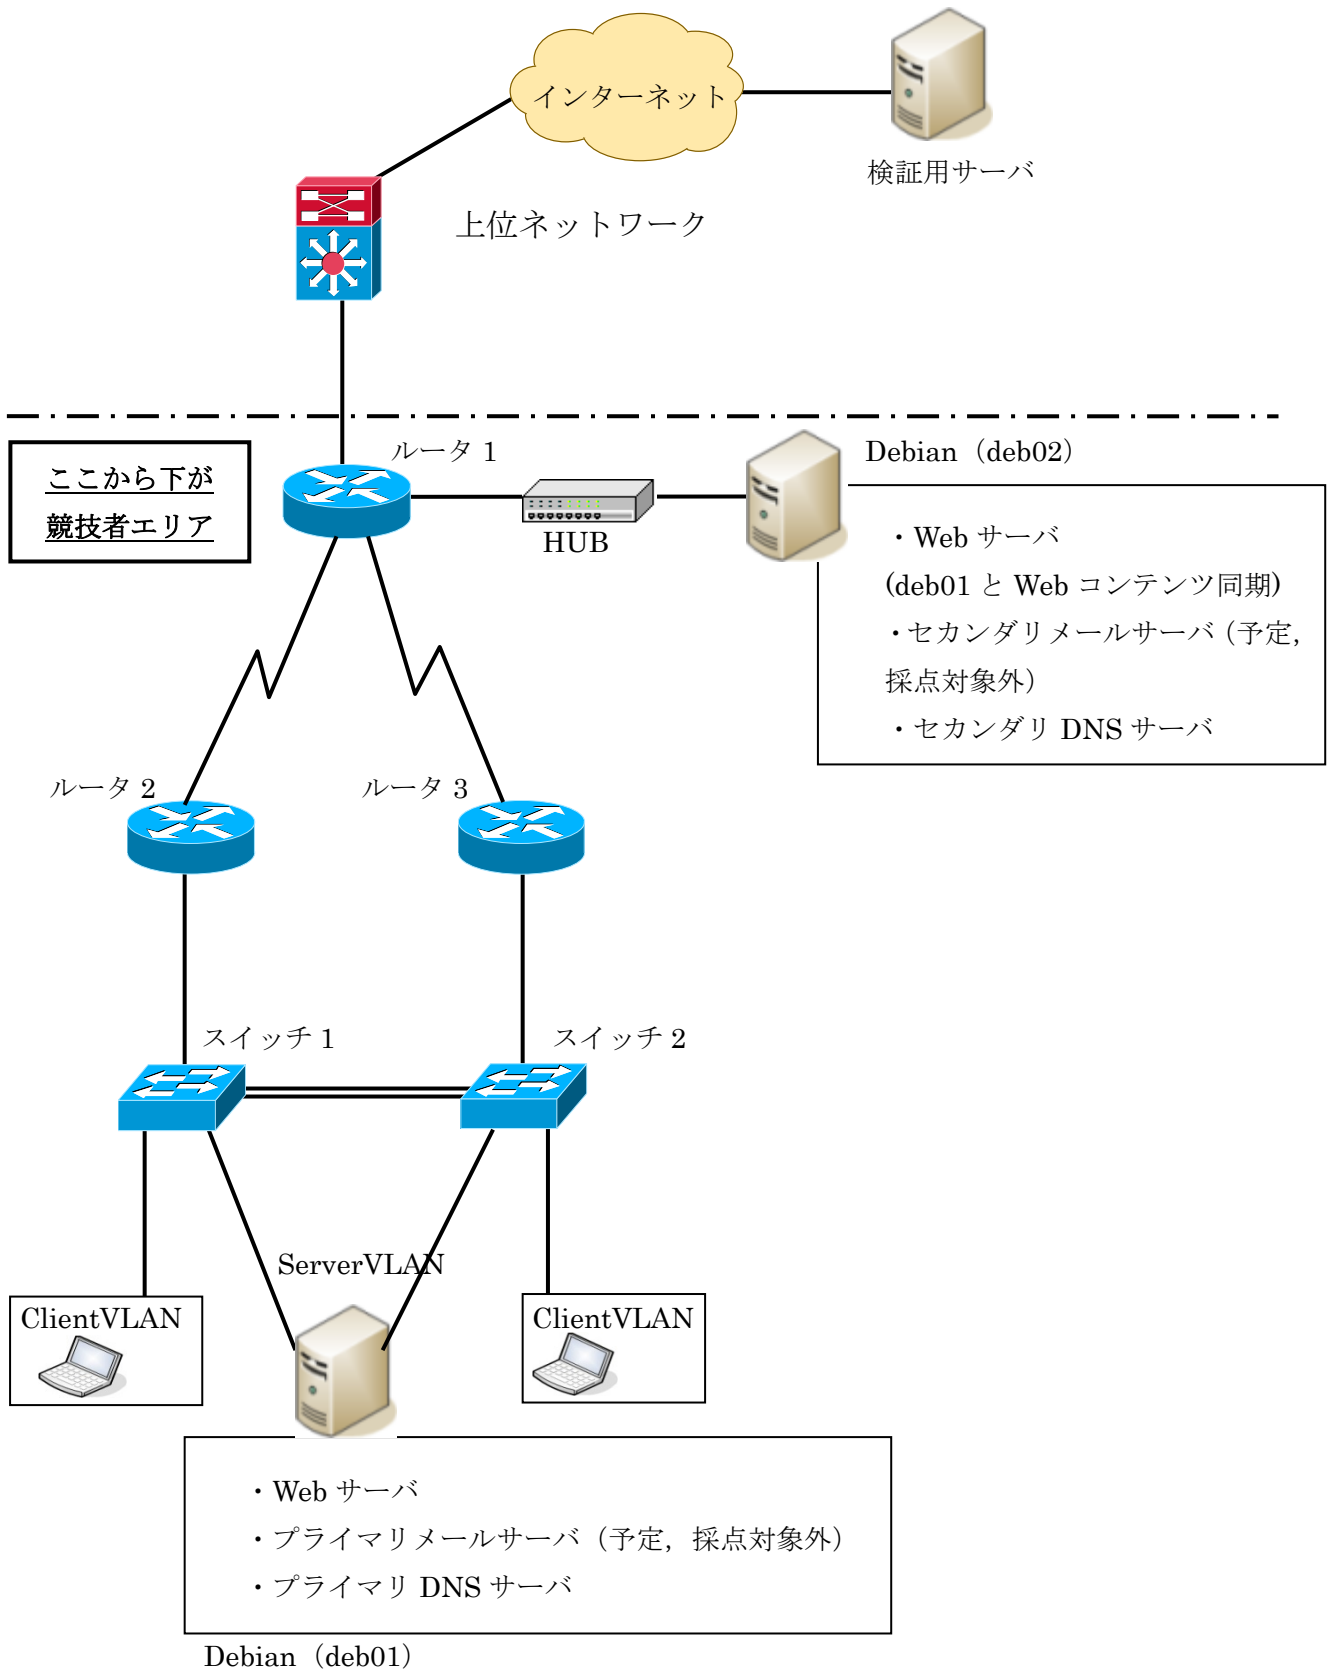 インターネット
検証用サーバ
上位ネットワーク
ここから下が
競技者エリア
ルータ 1
HUB
Debian（deb02）
・Web サーバ
(deb01 と Web コンテンツ同期)
・セカンダリメールサーバ（予定，
採点対象外）
・セカンダリ DNS サーバ
ルータ 2
ルータ 3
スイッチ 1
スイッチ 2
ServerVLAN
ClientVLAN
ClientVLAN
・Web サーバ
・プライマリメールサーバ（予定，採点対象外）
・プライマリ DNS サーバ
Debian（deb01）